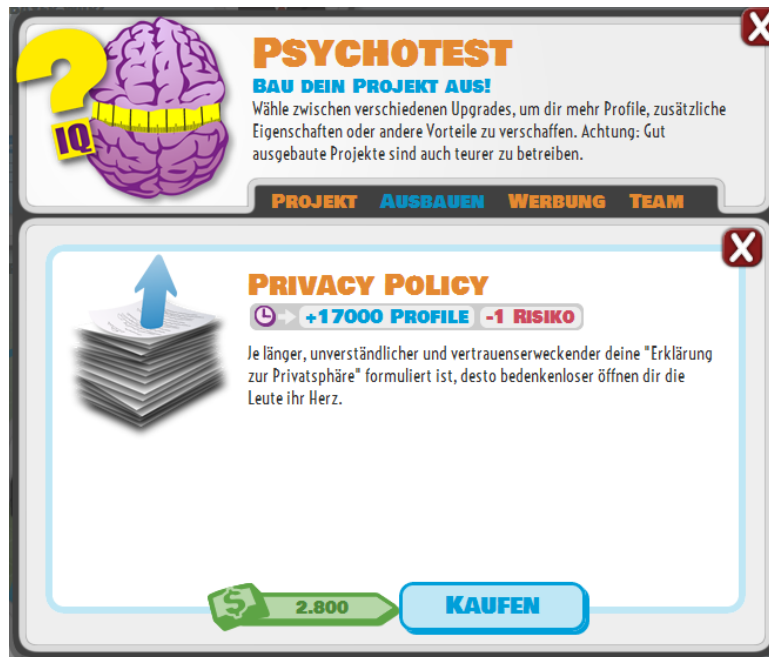 X
?
IQ
PSYCHOTEST
BAU DEIN PROJEKT AUS!
Wähle zwischen verschiedenen Upgrades, um dir mehr Profile, zusätzliche
Eigenschaften oder andere Vorteile zu verschaffen. Achtung: Gut
ausgebaute Projekte sind auch teurer zu betreiben.
PROJEKT AUSBAUEN WERBUNG TEAM
X
PRIVACY POLICY
+17000 PROFILE -1 RISIKO
Je länger, unverständlicher und vertrauenserweckender deine "Erklärung
zur Privatsphäre" formuliert ist, desto bedenkenloser öffnen dir die
Leute ihr Herz.
$ 2.800 KAUFEN